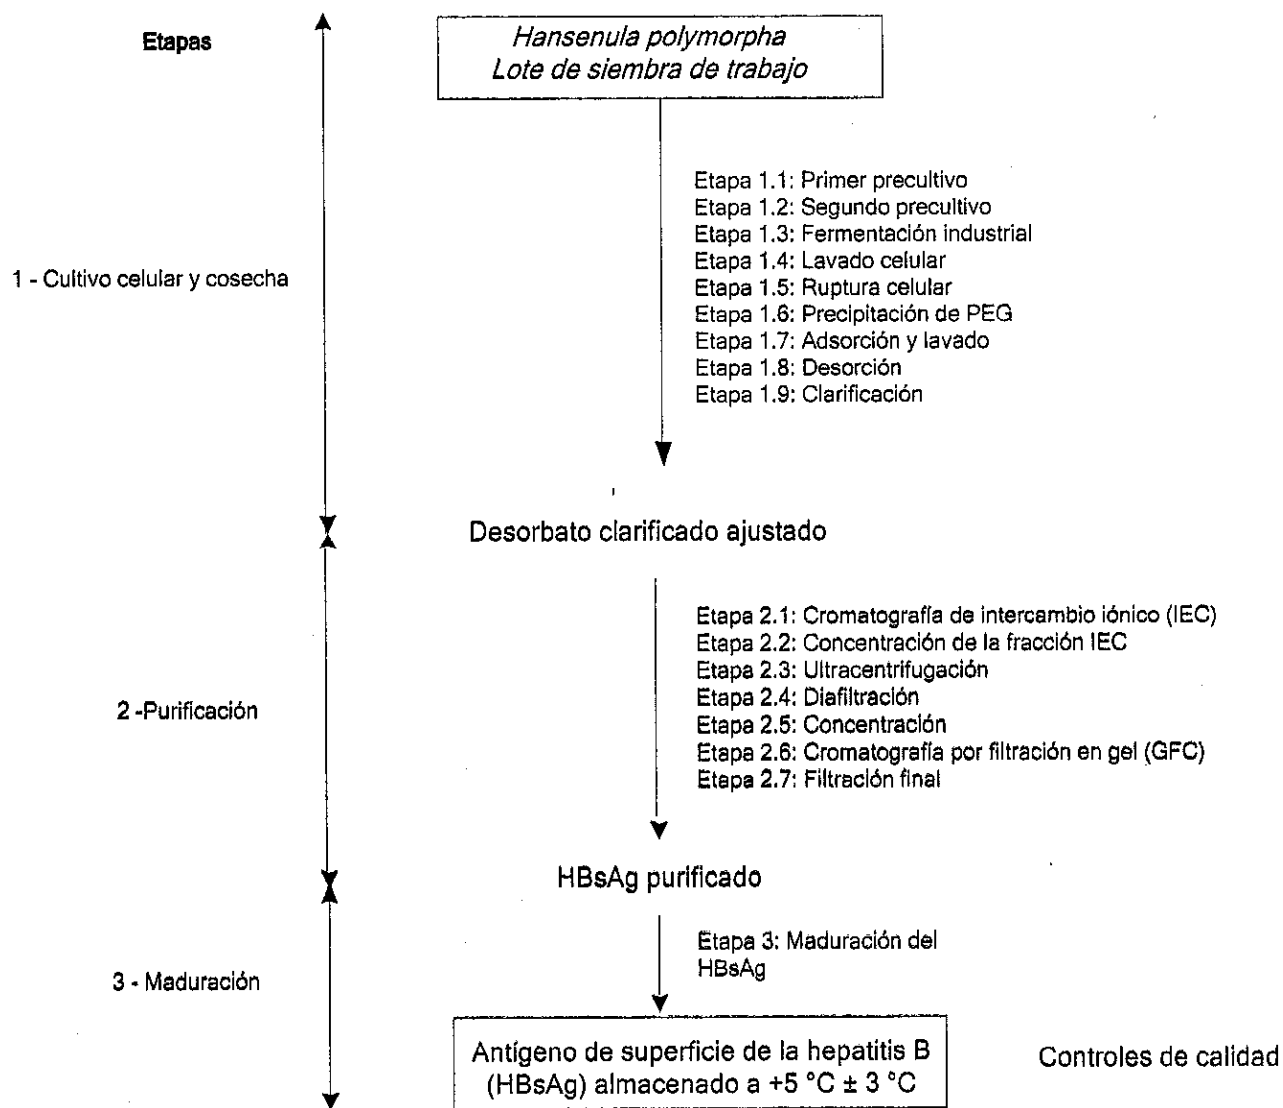 Etapas
Hansenula polymorpha
Lote de siembra de trabajo
1 - Cultivo celular y cosecha
Etapa 1.1: Primer precultivo
Etapa 1.2: Segundo precultivo
Etapa 1.3: Fermentación industrial
Etapa 1.4: Lavado celular
Etapa 1.5: Ruptura celular
Etapa 1.6: Precipitación de PEG
Etapa 1.7: Adsorción y lavado
Etapa 1.8: Desorción
Etapa 1.9: Clarificación
Desorbato clarificado ajustado
2 -Purificación
Etapa 2.1: Cromatografía de intercambio iónico (IEC)
Etapa 2.2: Concentración de la fracción IEC
Etapa 2.3: Ultracentrifugación
Etapa 2.4: Diafiltración
Etapa 2.5: Concentración
Etapa 2.6: Cromatografía por filtración en gel (GFC)
Etapa 2.7: Filtración final
HBsAg purificado
3 - Maduración
Etapa 3: Maduración del
HBsAg
Antígeno de superficie de la hepatitis B
(HBsAg) almacenado a +5 °C ± 3 °C
Controles de calidad